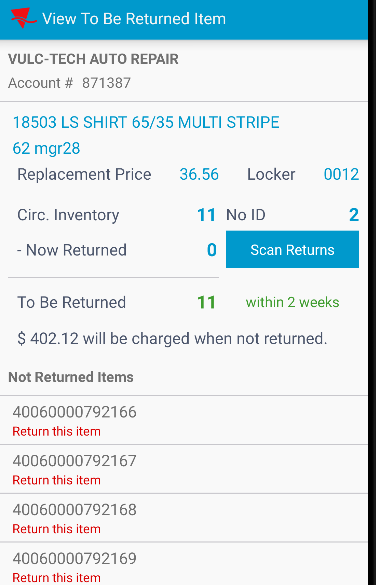 View To Be Returned Item
VULC-TECH AUTO REPAIR
Account # 871387
18503 LS SHIRT 65/35 MULTI STRIPE
62 mgr28
Replacement Price 36.56 Locker 0012
Circ. Inventory 11 No ID 2
- Now Returned 0 Scan Returns
To Be Returned 11 within 2 weeks
$ 402.12 will be charged when not returned.
Not Returned Items
40060000792166
Return this item
40060000792167
Return this item
40060000792168
Return this item
40060000792169
Return this item